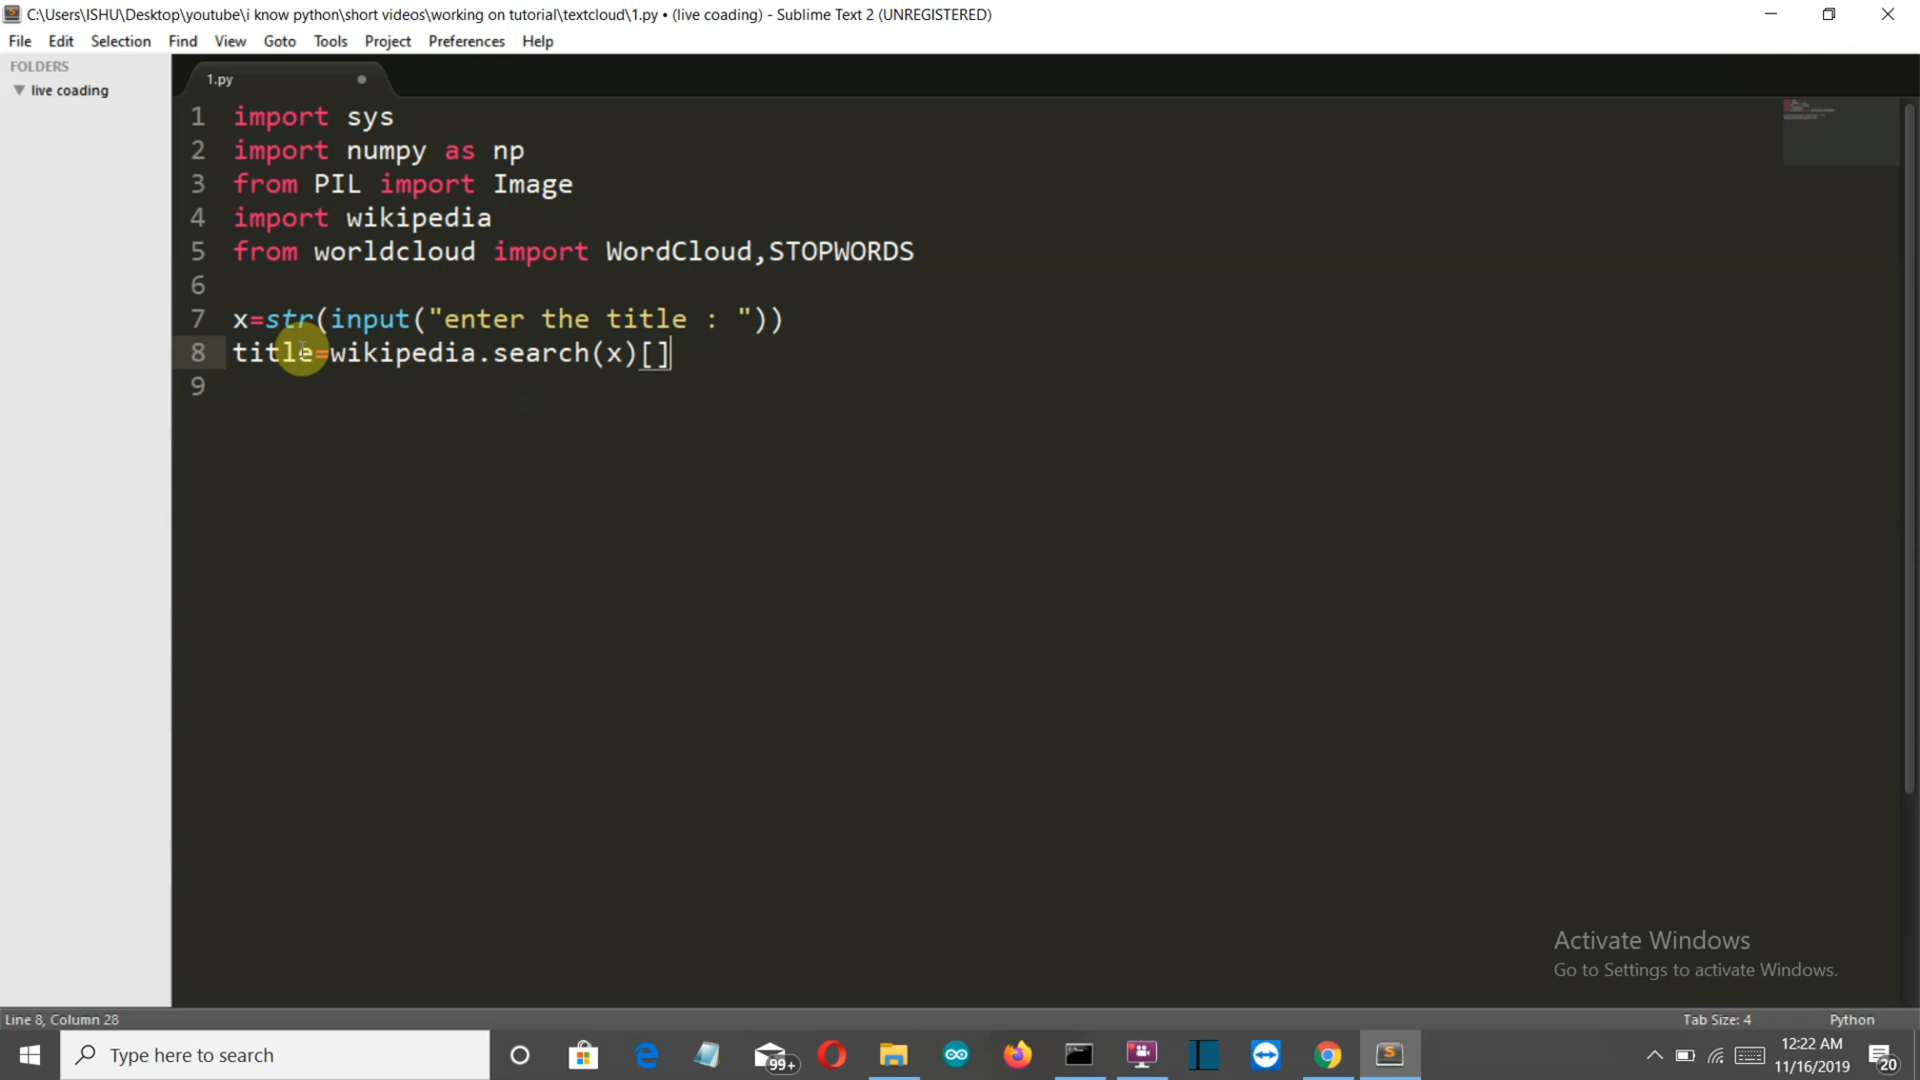 C:\Users\ISHU\Desktop\youtube\i know python\short videos\working on tutorial\textcloud\1.py • (live coading) - Sublime Text 2 (UNREGISTERED)
File Edit Selection Find View Goto Tools Project Preferences Help
FOLDERS
live coading
1.py
1 import sys
2 import numpy as np
3 from PIL import Image
4 import wikipedia
5 from worldcloud import WordCloud,STOPWORDS
6
7 x=str(input("enter the title : "))
8 title=wikipedia.search(x)[]
9
Activate Windows
Go to Settings to activate Windows.
Line 8, Column 28 Tab Size: 4 Python
Type here to search 99+ 12:22 AM
11/16/2019 20